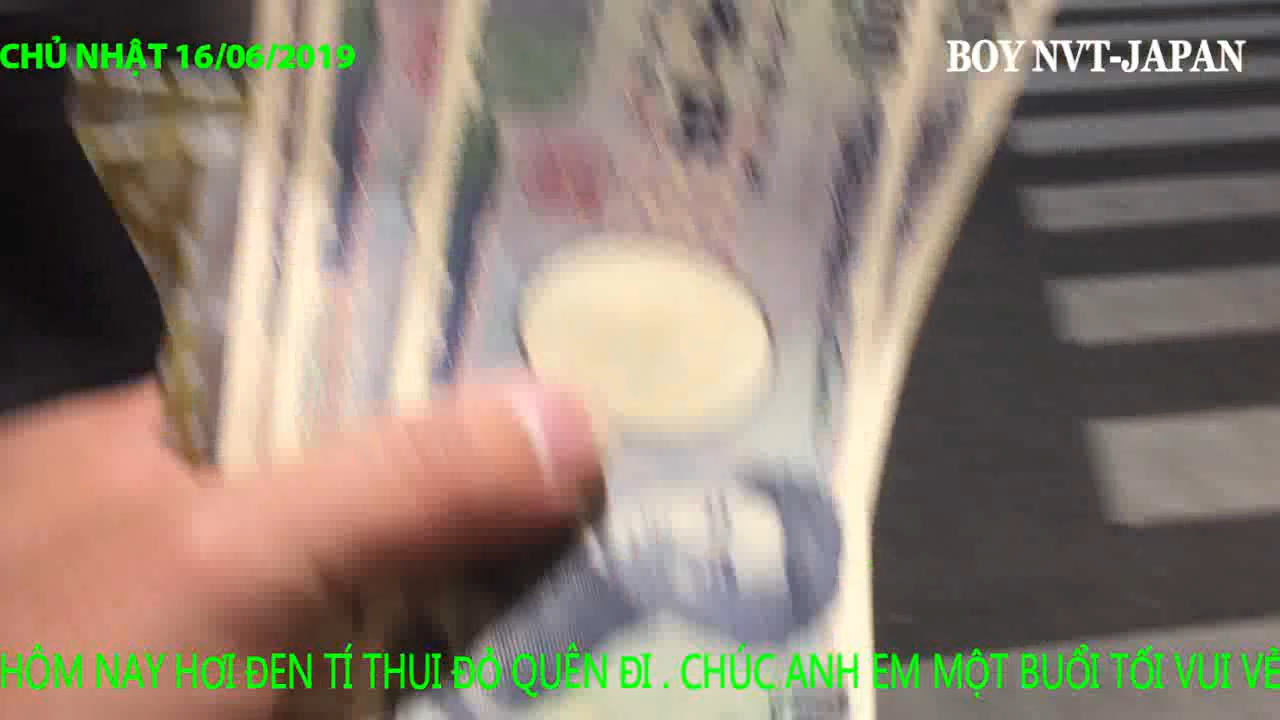 CHỦ NHẬT 16/06/2019
BOY NVT-JAPAN
HÔM NAY HƠI ĐEN TÍ THUI ĐỎ QUÊN ĐI . CHÚC ANH EM MỘT BUỔI TỐI VUI VẺ